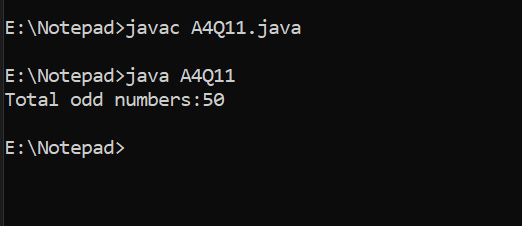 E:\Notepad>javac A4Q11.java
E:\Notepad>java A4Q11
Total odd numbers:50
E:\Notepad>